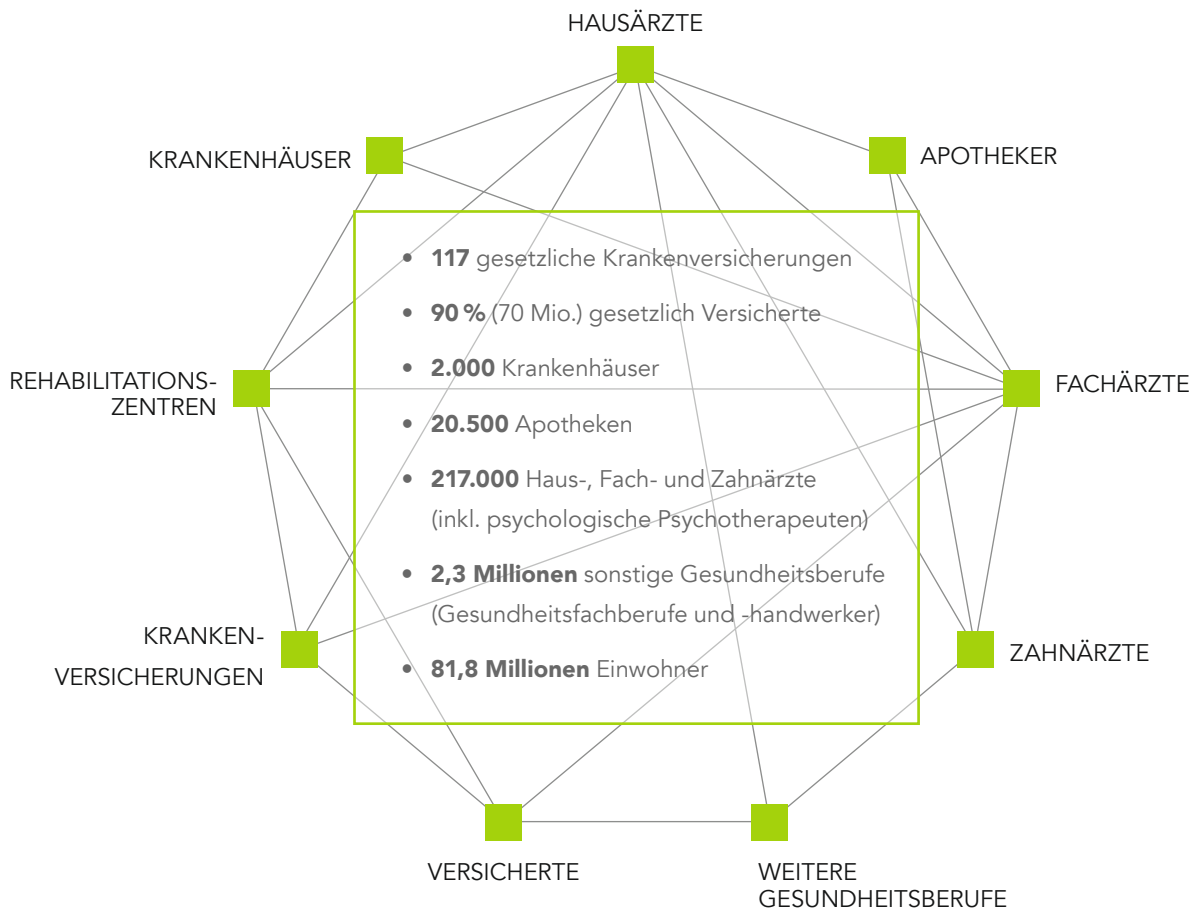 HAUSÄRZTE
KRANKENHÄUSER
APOTHEKER
• 117 gesetzliche Krankenversicherungen
• 90 % (70 Mio.) gesetzlich Versicherte
• 2.000 Krankenhäuser
REHABILITATIONS-
ZENTREN
FACHÄRZTE
• 20.500 Apotheken
• 217.000 Haus-, Fach- und Zahnärzte
(inkl. psychologische Psychotherapeuten)
• 2,3 Millionen sonstige Gesundheitsberufe
(Gesundheitsfachberufe und -handwerker)
KRANKEN-
VERSICHERUNGEN
ZAHNÄRZTE
• 81,8 Millionen Einwohner
VERSICHERTE
WEITERE
GESUNDHEITSBERUFE